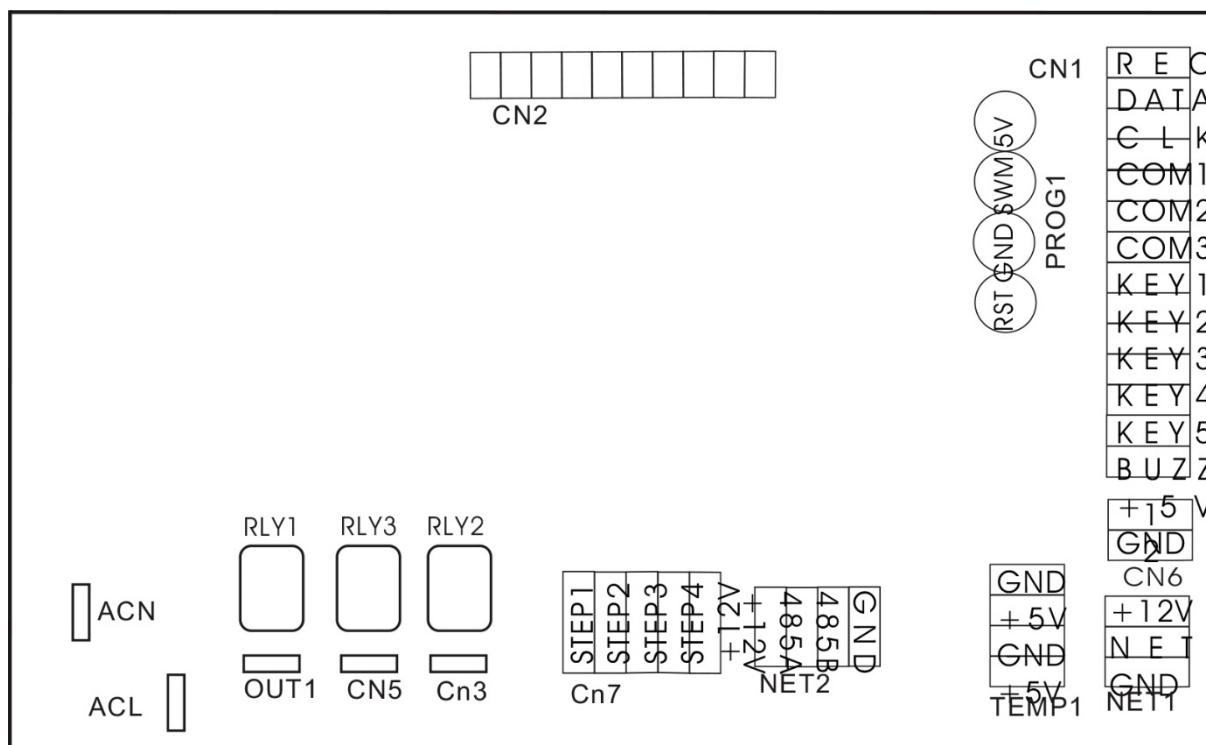 CN2
CN1
REC
DATA
CLK
COM1
COM2
COM3
KEY1
KEY2
KEY3
KEY4
KEY5
BUZZ
+5V
GND
1
2
CN6
5V
SWM
GND
RST
PROG1
RLY1
RLY3
RLY2
ACN
ACL
OUT1
CN5
Cn3
STEP1
STEP2
STEP3
STEP4
+12V
Cn7
+12V
485A
485B
GND
NET2
GND
+5V
GND
+5V
TEMP1
+12V
NET
GND
NET1